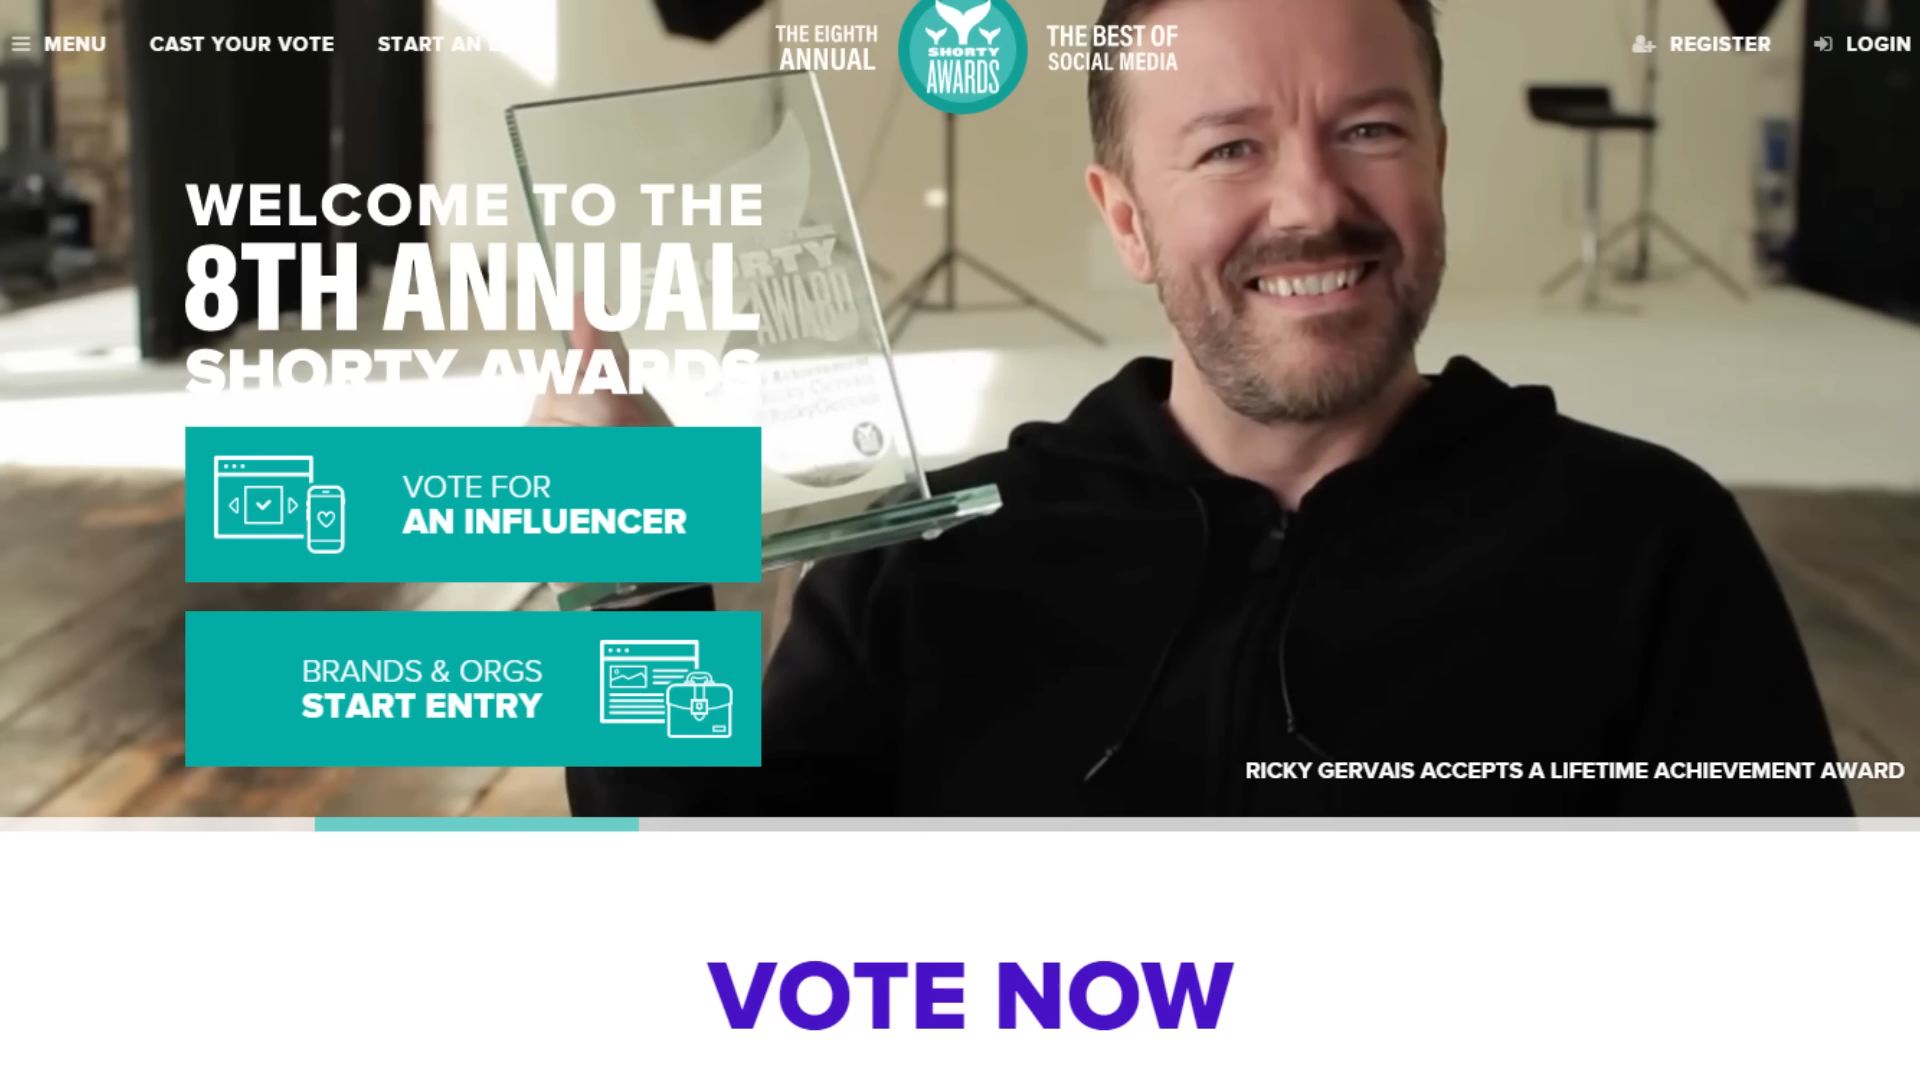 MENU
CAST YOUR VOTE
START AN
THE EIGHTH
ANNUAL
SHORTY
AWARDS
THE BEST OF
SOCIAL MEDIA
REGISTER
LOGIN
WELCOME TO THE
8TH ANNUAL
SHORTY AWARDS
SHORTY
AWARD
VOTE FOR
AN INFLUENCER
BRANDS & ORGS
START ENTRY
RICKY GERVAIS ACCEPTS A LIFETIME ACHIEVEMENT AWARD
VOTE NOW